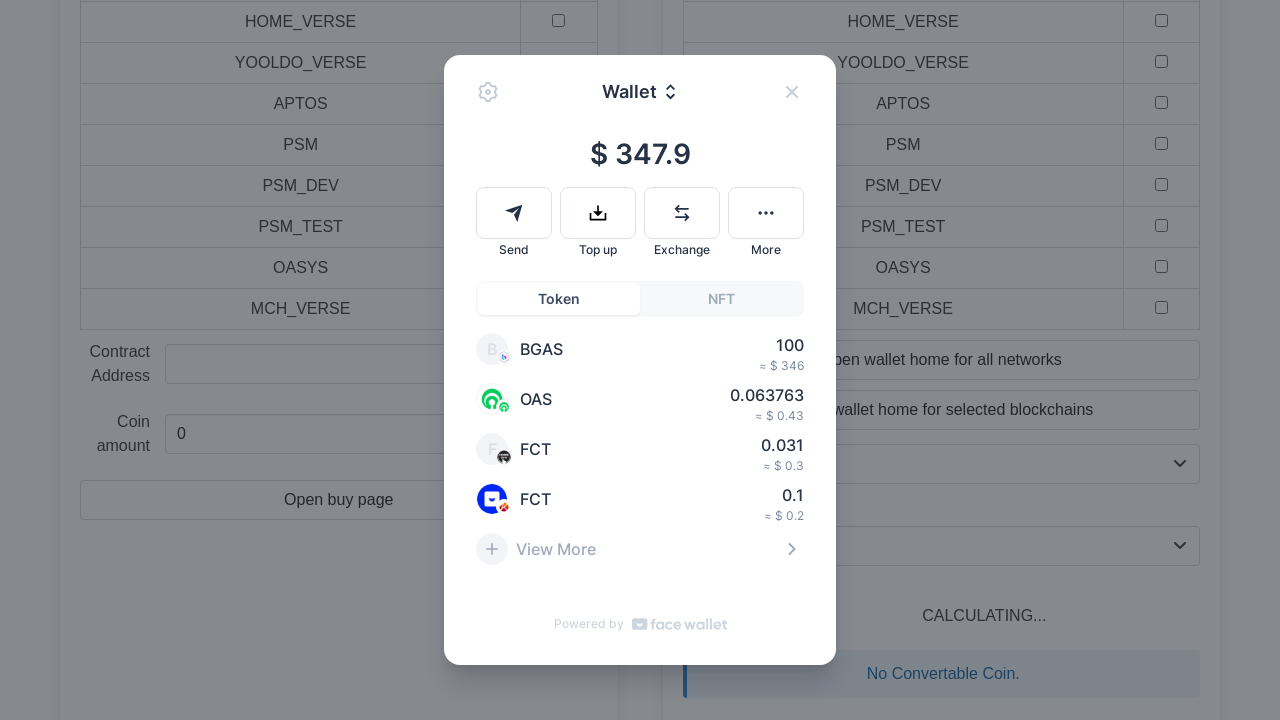 HOME_VERSE
YOOLDO_VERSE
APTOS
PSM
PSM_DEV
PSM_TEST
OASYS
MCH_VERSE
Contract
Address
Coin
amount
0
Open buy page
Wallet
$ 347.9
Send
Top up
Exchange
More
Token
NFT
B BGAS
100
≈ $ 346
OAS
0.063763
≈ $ 0.43
F FCT
0.031
≈ $ 0.3
FCT
0.1
≈ $ 0.2
View More
Powered by face wallet
HOME_VERSE
YOOLDO_VERSE
APTOS
PSM
PSM_DEV
PSM_TEST
OASYS
MCH_VERSE
pen wallet home for all networks
wallet home for selected blockchains
CALCULATING...
No Convertable Coin.